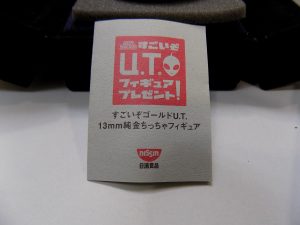 すごいぞ
U.T.
フィギュア
プレゼント!
すごいぞゴールドU.T.
13mm純金ちっちゃフィギュア
NISSIN
日清食品